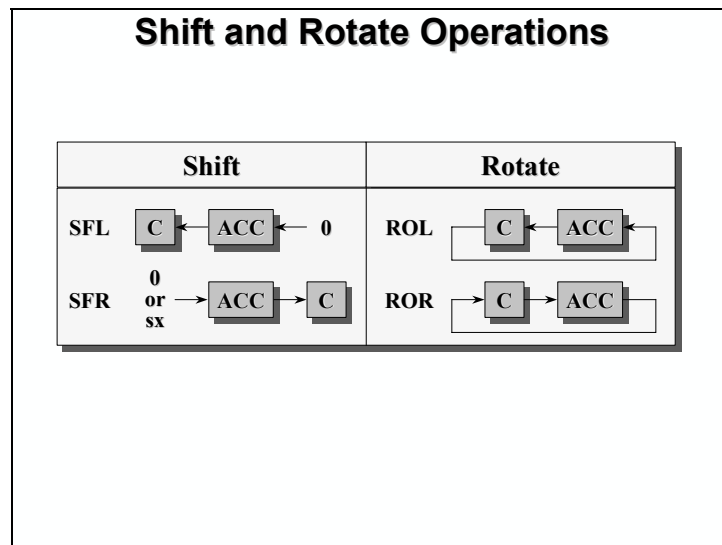 Shift and Rotate Operations
Shift
Rotate
SFL C ACC 0
ROL C ACC
SFR 0 or sx ACC C
ROR C ACC